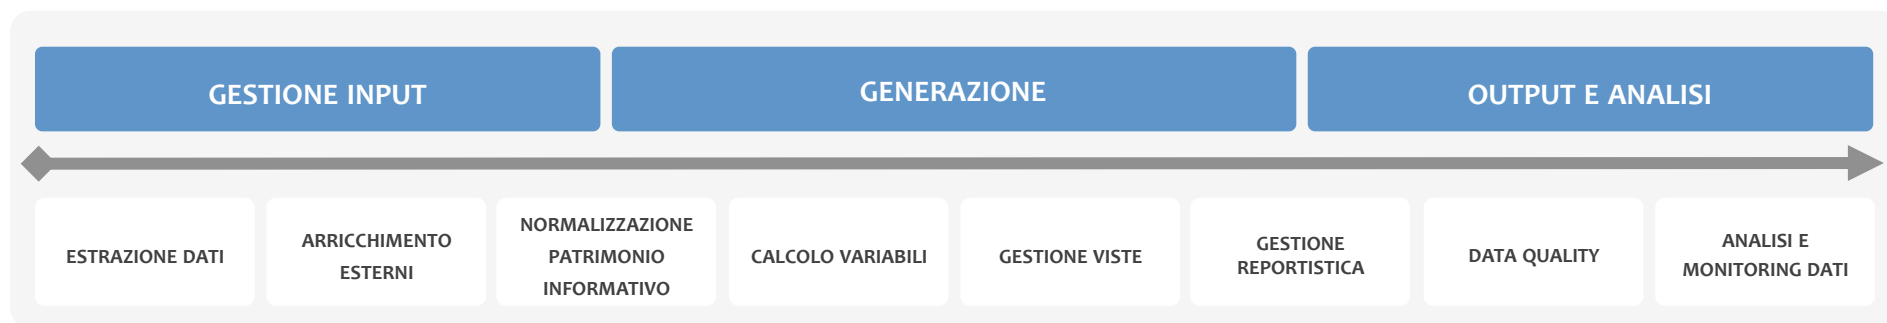 GESTIONE INPUT
GENERAZIONE
OUTPUT E ANALISI
ESTRAZIONE DATI
ARRICCHIMENTO
ESTERNI
NORMALIZZAZIONE
PATRIMONIO
INFORMATIVO
CALCOLO VARIABILI
GESTIONE VISTE
GESTIONE
REPORTISTICA
DATA QUALITY
ANALISI E
MONITORING DATI